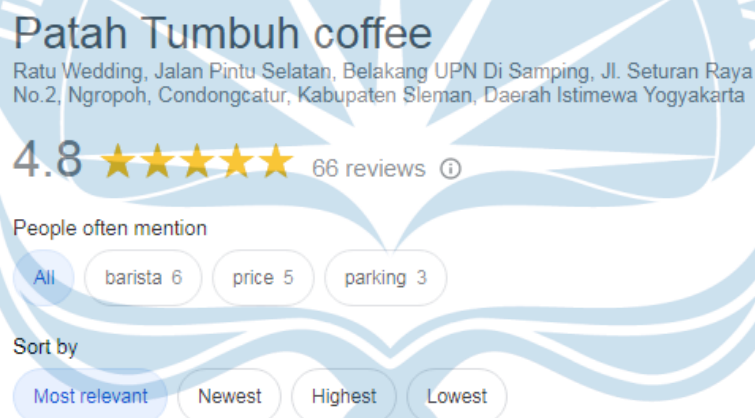 Patah Tumbuh coffee
Ratu Wedding, Jalan Pintu Selatan, Belakang UPN Di Samping, Jl. Seturan Raya
No.2, Ngropoh, Condongcatur, Kabupaten Sleman, Daerah Istimewa Yogyakarta
4.8 66 reviews
People often mention
All barista 6 price 5 parking 3
Sort by
Most relevant Newest Highest Lowest